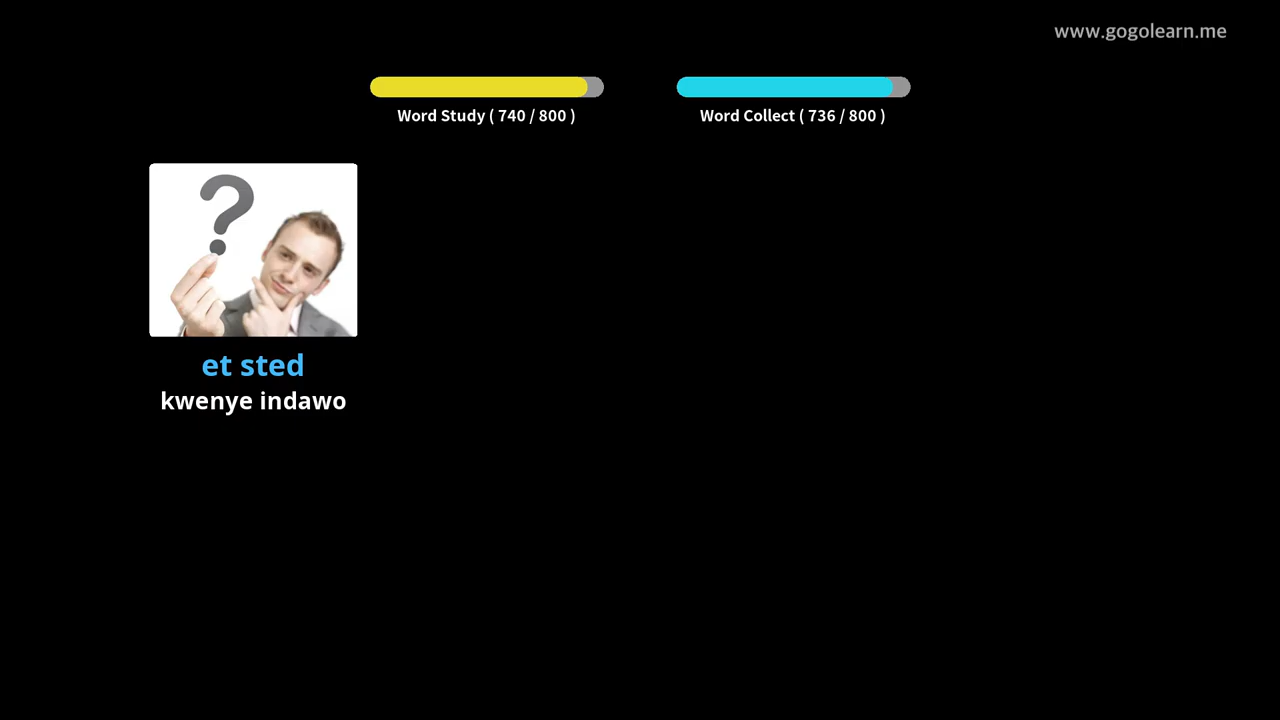 www.gogolearn.me
Word Study ( 740 / 800 )
Word Collect ( 736 / 800 )
?
et sted
kwenye indawo